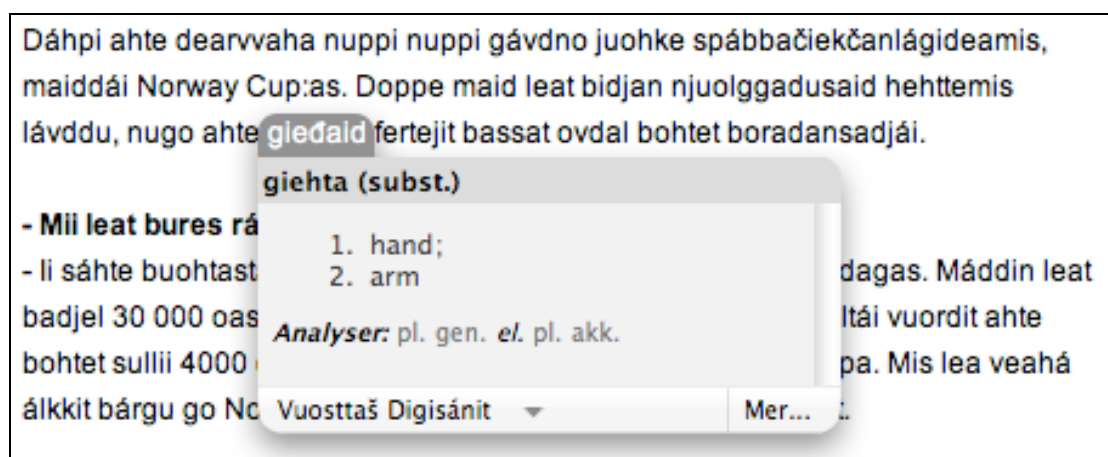 Dáhpi ahte dearvvaha nuppi nuppi gávdno juohke spábbačiekčanlágideamis,
maiddái Norway Cup:as. Doppe maid leat bidjan njuolggadusaid hehttemis
lávddu, nugo ahte gieđaid fertejit bassat ovdal bohtet boradansadjái.
giehta (subst.)
- Mii leat bures rá
1. hand;
- Ii sáhte buohtast dagas. Máddin leat
2. arm
badjel 30 000 oas ltái vuordit ahte
Analyser: pl. gen. el. pl. akk.
bohtet sullii 4000 pa. Mis lea veahá
álkkit bárgu go No
Vuosttaš Digisánit Mer...